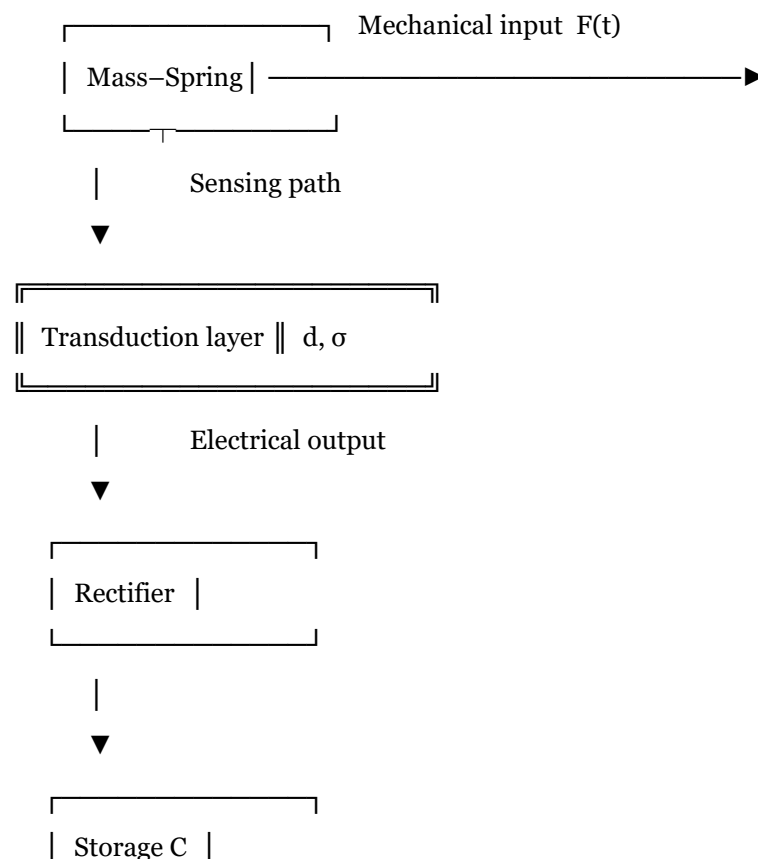 Mechanical input F(t)
Mass–Spring
Sensing path
Transduction layer d, σ
Electrical output
Rectifier
Storage C